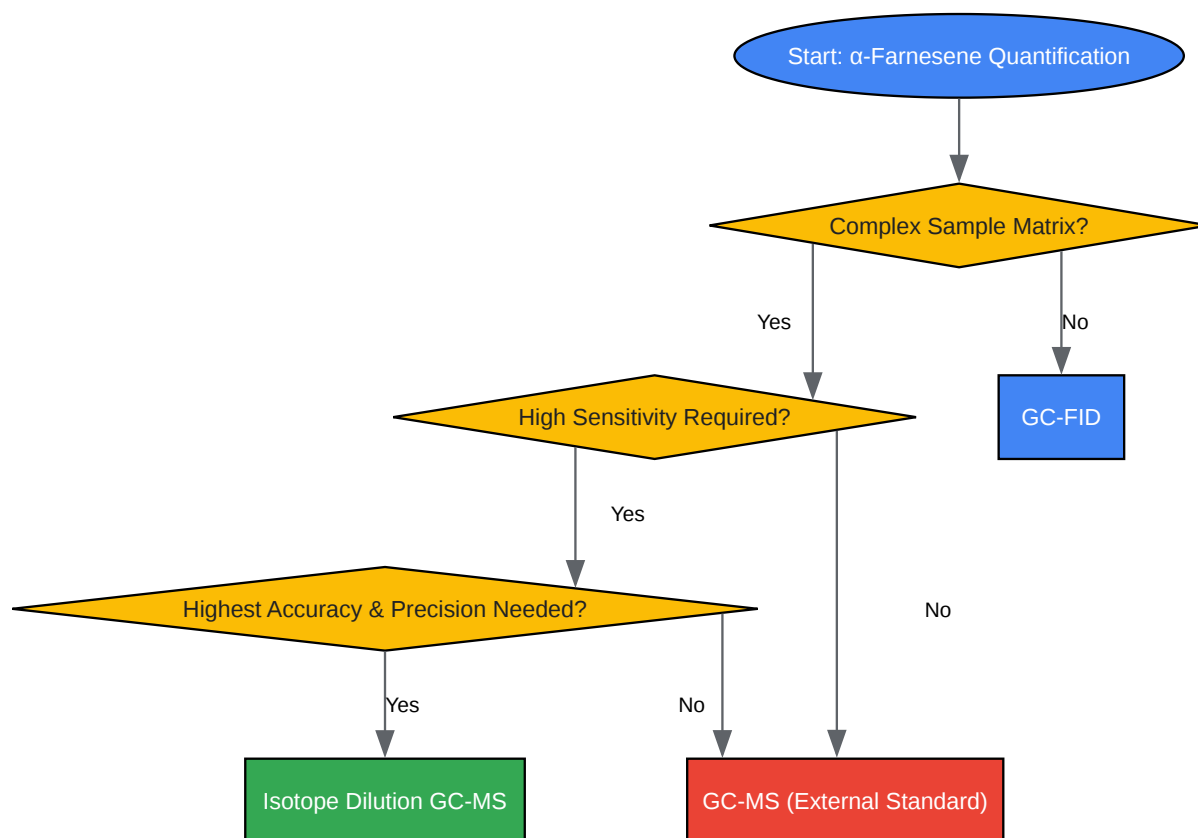 Start: α-Farnesene Quantification
Complex Sample Matrix?
Yes
No
High Sensitivity Required?
GC-FID
Yes
Highest Accuracy & Precision Needed?
No
Yes
No
Isotope Dilution GC-MS
GC-MS (External Standard)